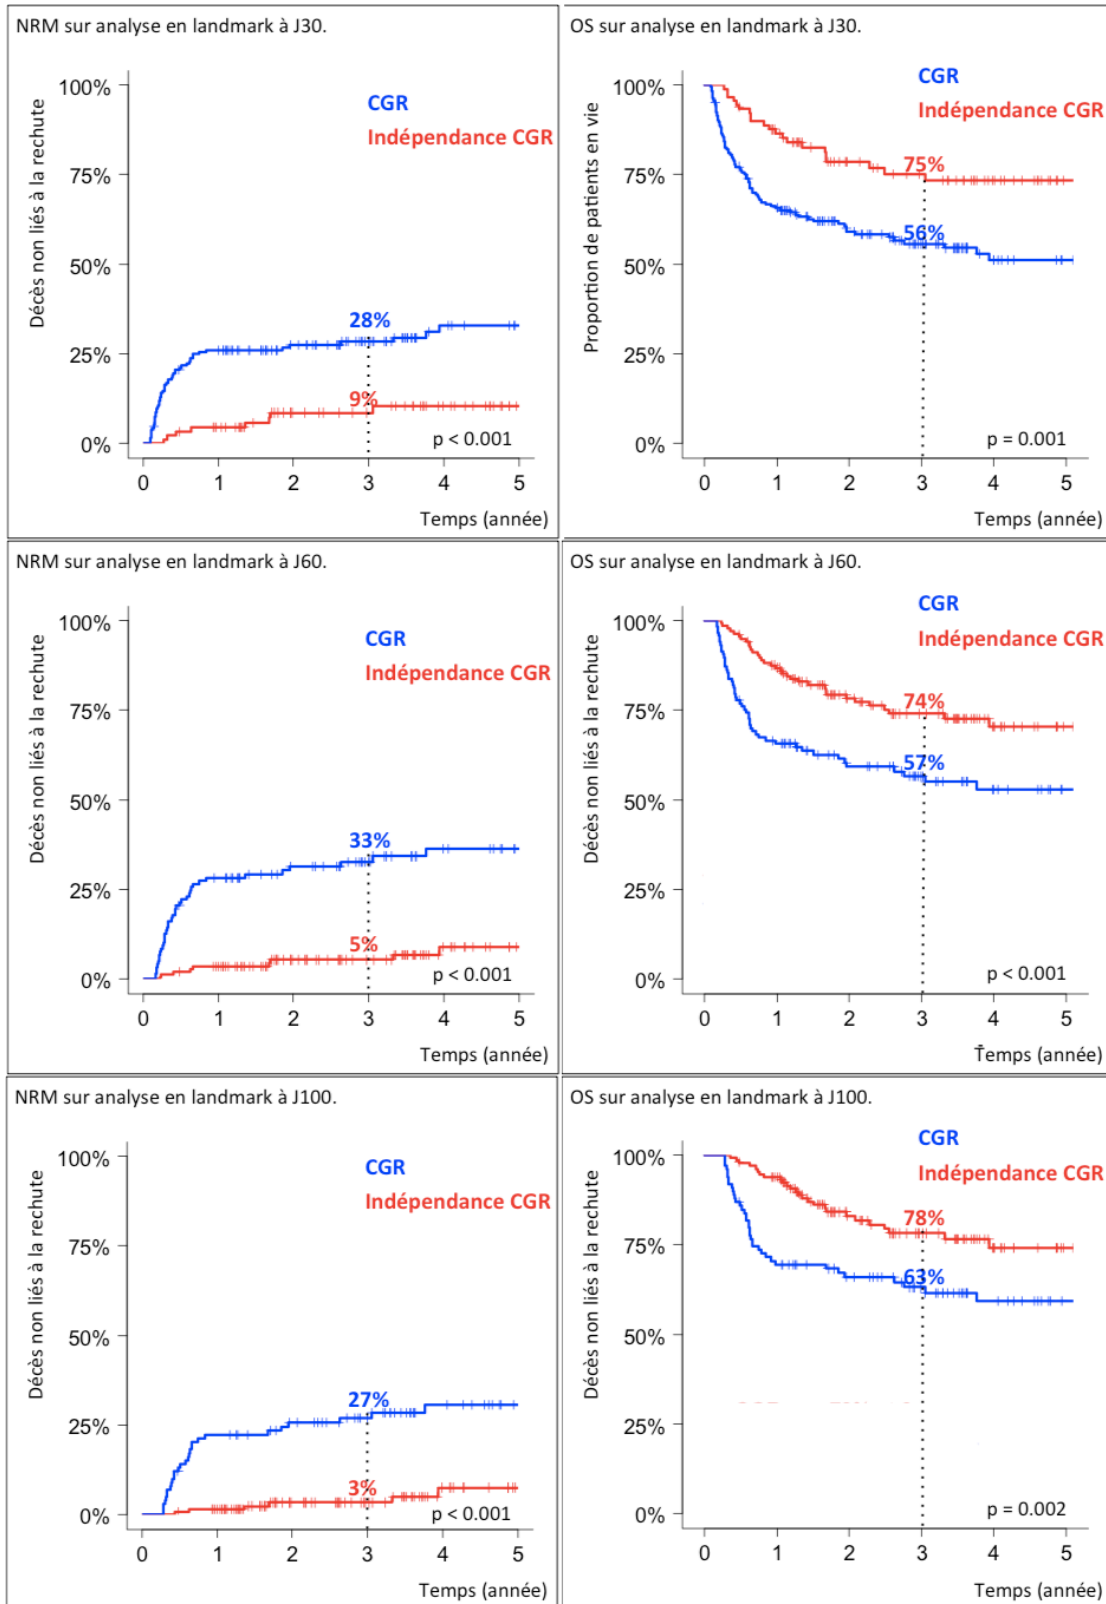 NRM sur analyse en landmark à J30.
CGR
Indépendance CGR
Décès non liés à la rechute
100%
75%
50%
25%
0%
28%
9%
p < 0.001
0 1 2 3 4 5
Temps (année)
OS sur analyse en landmark à J30.
CGR
Indépendance CGR
Proportion de patients en vie
100%
75%
50%
25%
0%
75%
56%
p = 0.001
0 1 2 3 4 5
Temps (année)
NRM sur analyse en landmark à J60.
CGR
Indépendance CGR
Décès non liés à la rechute
100%
75%
50%
25%
0%
33%
5%
p < 0.001
0 1 2 3 4 5
Temps (année)
OS sur analyse en landmark à J60.
CGR
Indépendance CGR
Décès non liés à la rechute
100%
75%
50%
25%
0%
74%
57%
p < 0.001
0 1 2 3 4 5
Temps (année)
NRM sur analyse en landmark à J100.
CGR
Indépendance CGR
Décès non liés à la rechute
100%
75%
50%
25%
0%
27%
3%
p < 0.001
0 1 2 3 4 5
Temps (année)
OS sur analyse en landmark à J100.
CGR
Indépendance CGR
Décès non liés à la rechute
100%
75%
50%
25%
0%
78%
63%
p = 0.002
0 1 2 3 4 5
Temps (année)